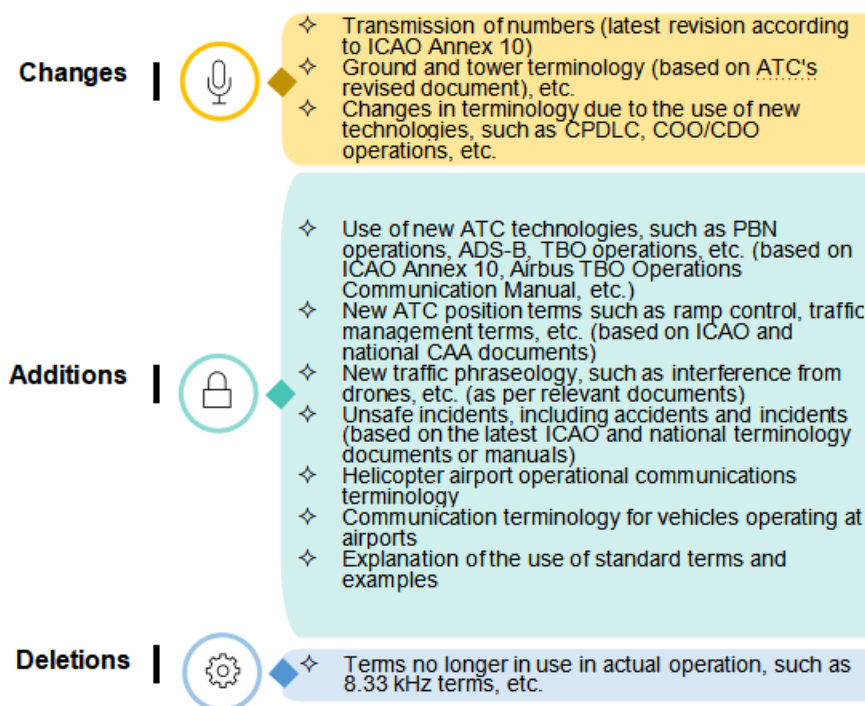 Changes
Transmission of numbers (latest revision according
to ICAO Annex 10)
Ground and tower terminology (based on ATC's
revised document), etc.
Changes in terminology due to the use of new
technologies, such as CPDLC, COO/CDO
operations, etc.
Additions
Use of new ATC technologies, such as PBN
operations, ADS-B, TBO operations, etc. (based on
ICAO Annex 10, Airbus TBO Operations
Communication Manual, etc.)
New ATC position terms such as ramp control, traffic
management terms, etc. (based on ICAO and
national CAA documents)
New traffic phraseology, such as interference from
drones, etc. (as per relevant documents)
Unsafe incidents, including accidents and incidents
(based on the latest ICAO and national terminology
documents or manuals)
Helicopter airport operational communications
terminology
Communication terminology for vehicles operating at
airports
Explanation of the use of standard terms and
examples
Deletions
Terms no longer in use in actual operation, such as
8.33 kHz terms, etc.